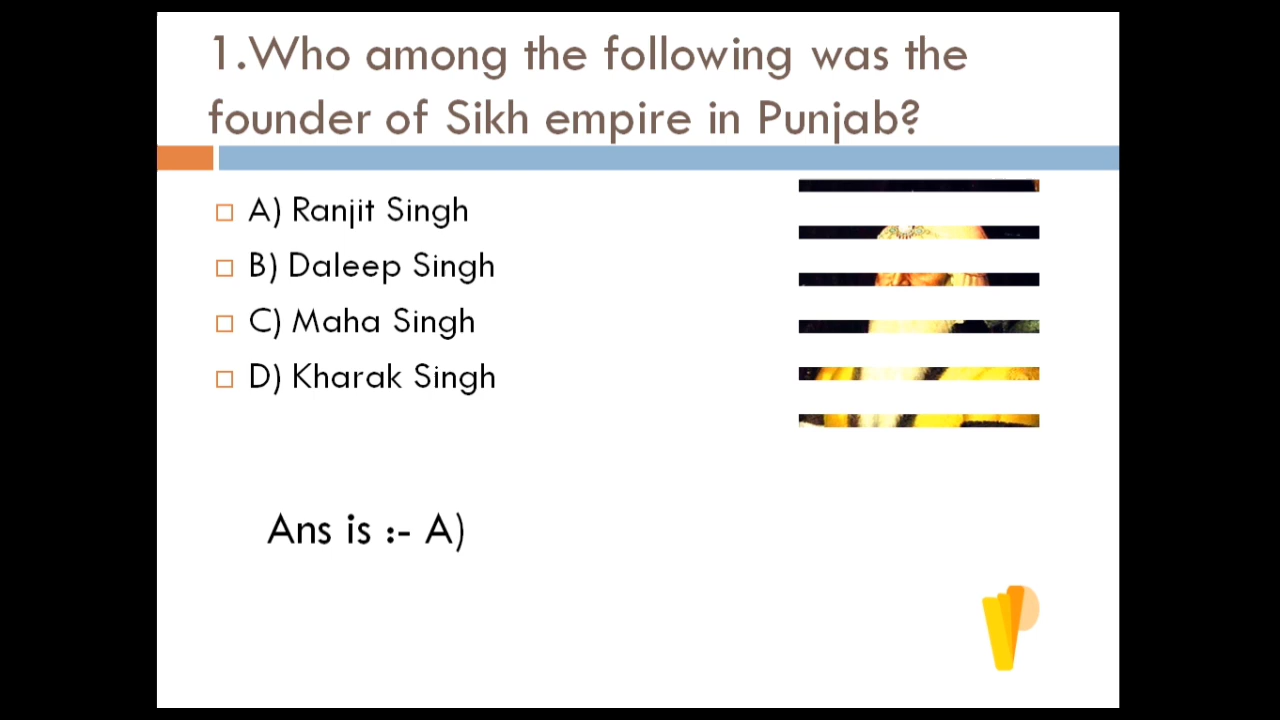 1.Who among the following was the
founder of Sikh empire in Punjab?
A) Ranjit Singh
B) Daleep Singh
C) Maha Singh
D) Kharak Singh
Ans is :- A)